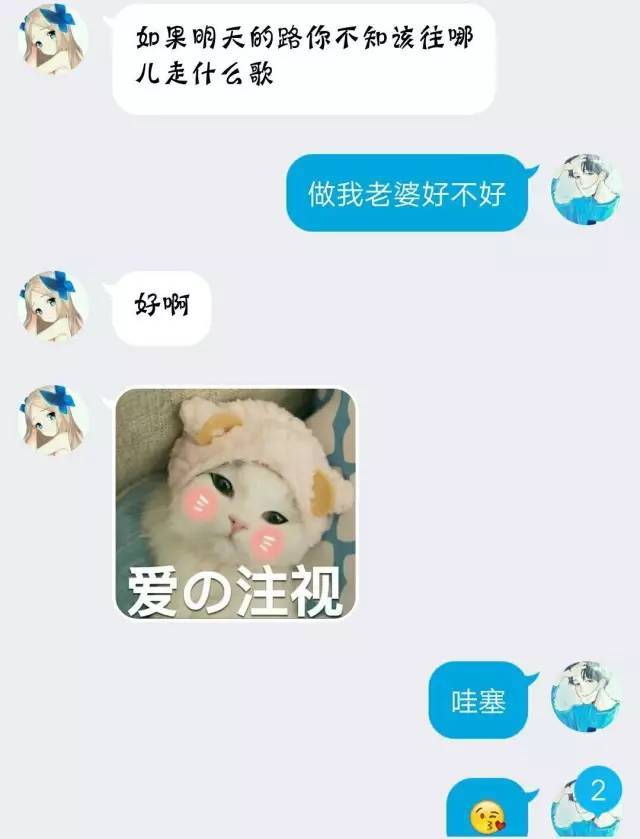 如果明天的路你不知该往哪
儿走什么歌
做我老婆好不好
好啊
爱の注视
哇塞
2